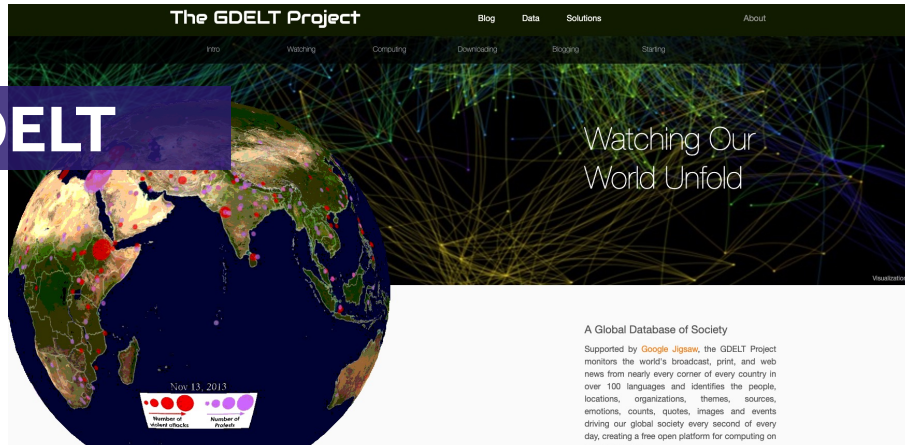 The GDELT Project
Blog Data Solutions About
Intro Watching Computing Downloading Blogging Starting
DELT
Watching Our
World Unfold
Visualization
A Global Database of Society
Supported by Google Jigsaw, the GDELT Project
monitors the world's broadcast, print, and web
news from nearly every corner of every country in
over 100 languages and identifies the people,
locations, organizations, themes, sources,
emotions, counts, quotes, images and events
driving our global society every second of every
day, creating a free open platform for computing on
Nov 13, 2013
Number of
violent attacks
Number of
Protests